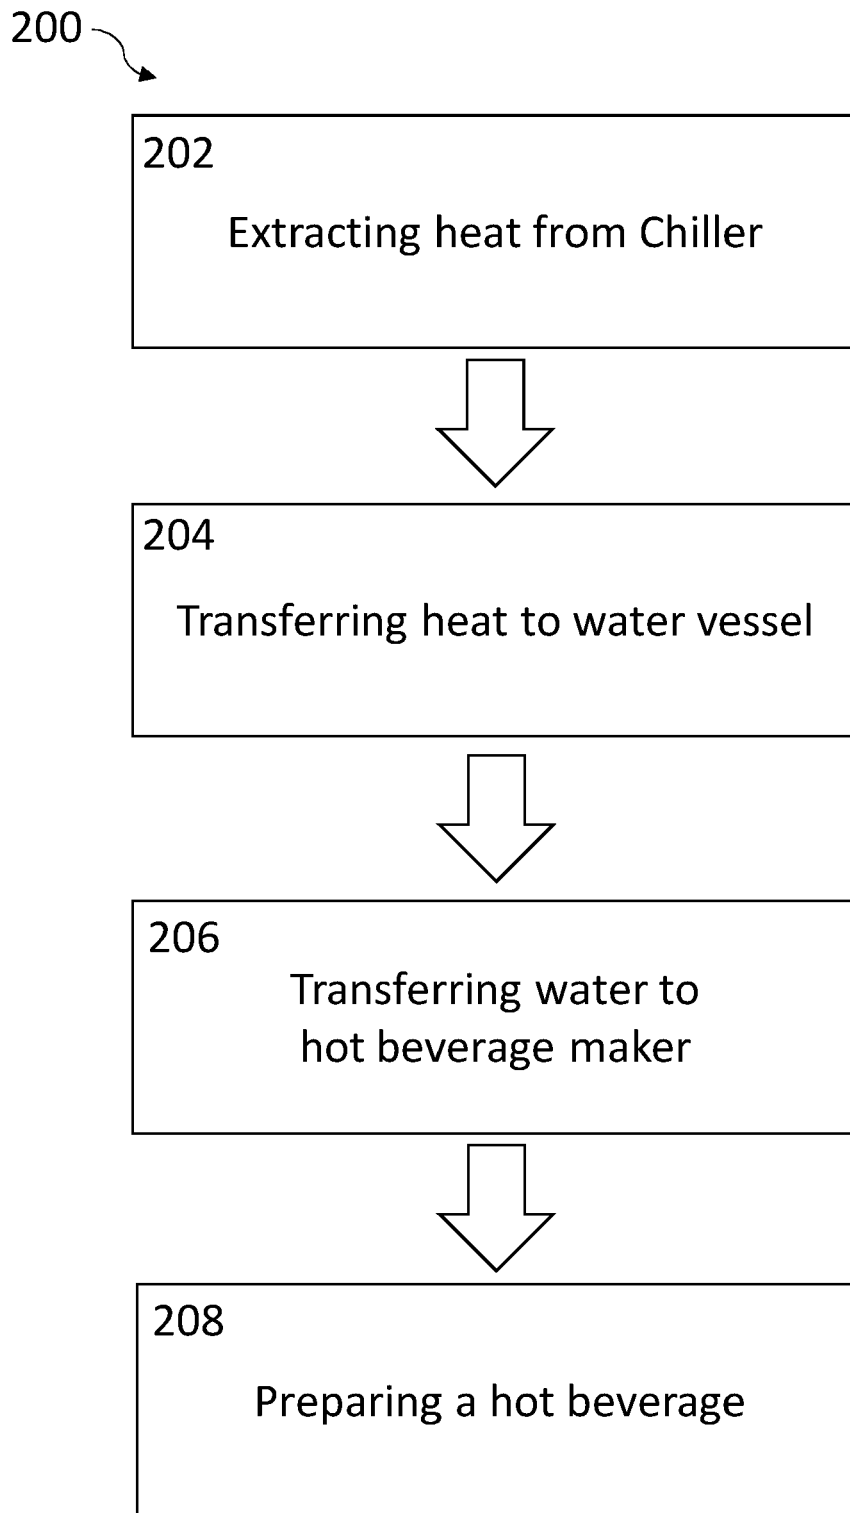 200
202
Extracting heat from Chiller
204
Transferring heat to water vessel
206
Transferring water to
hot beverage maker
208
Preparing a hot beverage